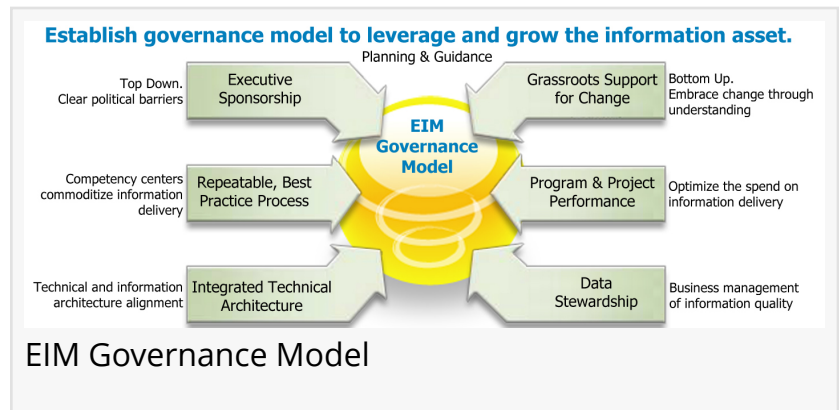 Establish governance model to leverage and grow the information asset.
Planning & Guidance
Top Down.
Clear political barriers
Executive
Sponsorship
Grassroots Support
for Change
Bottom Up.
Embrace change through
understanding
EIM
Governance
Model
Competency centers
commoditize information
delivery
Repeatable, Best
Practice Process
Program & Project
Performance
Optimize the spend on
information delivery
Technical and information
architecture alignment
Integrated Technical
Architecture
Data
Stewardship
Business management
of information quality
EIM Governance Model